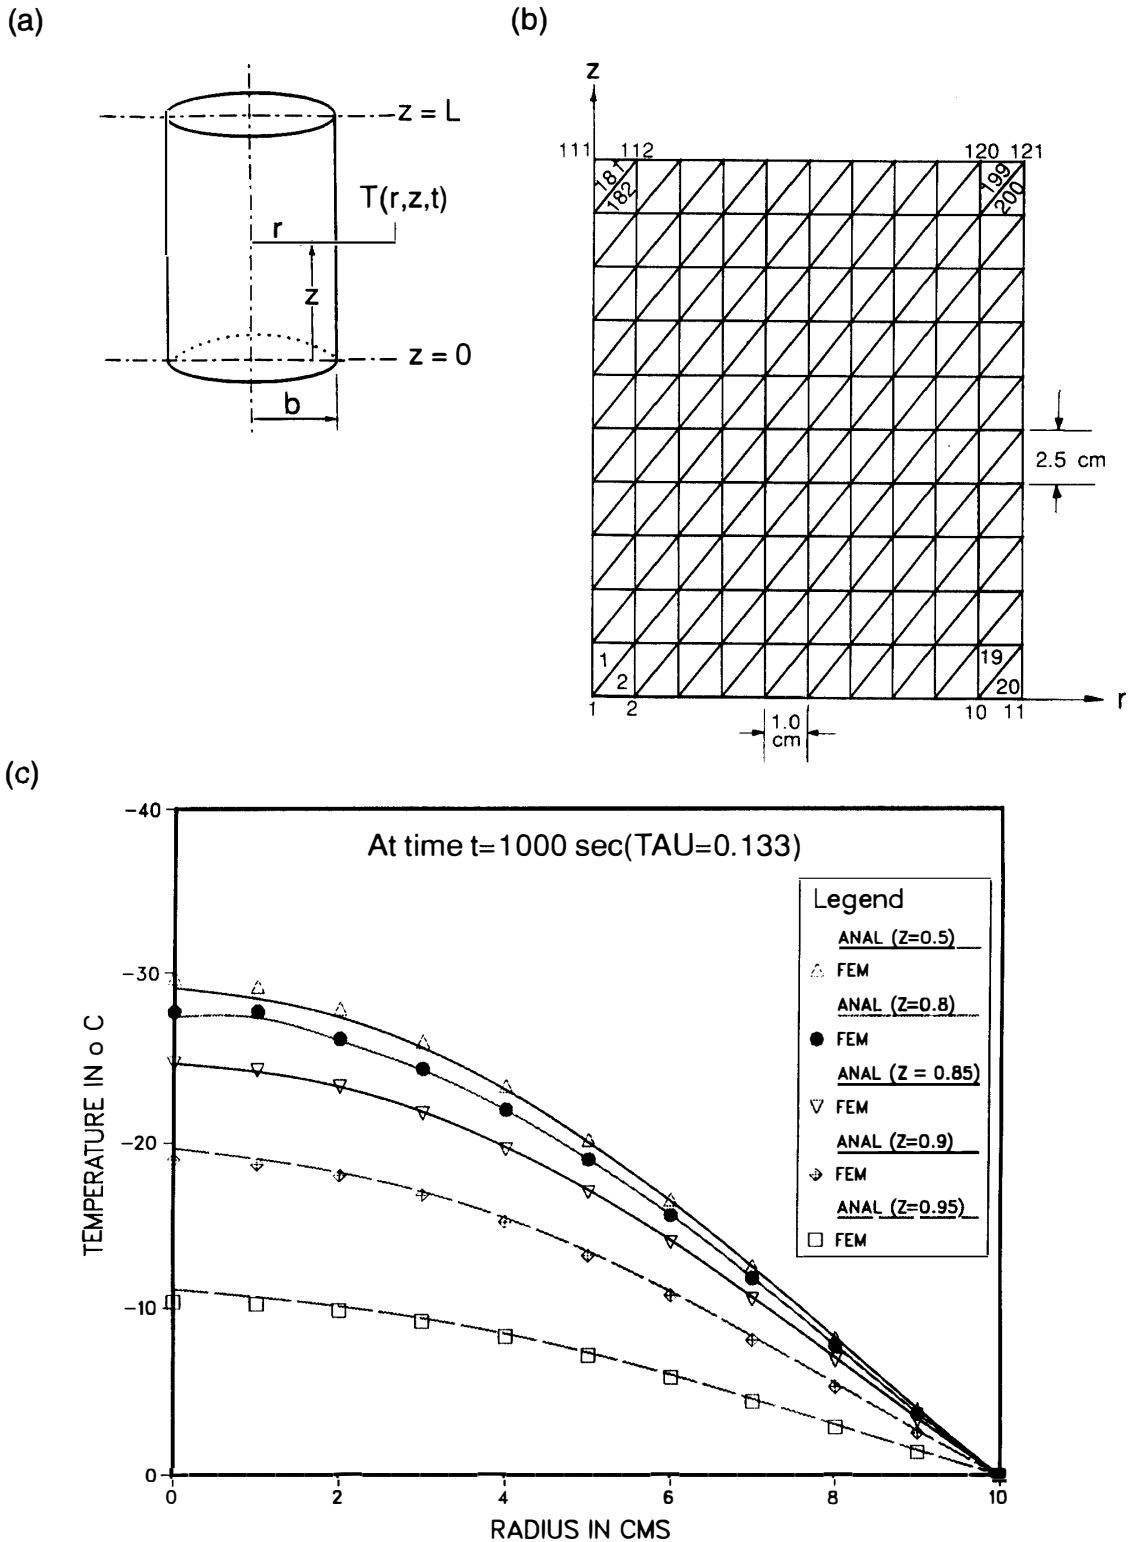 (a)
z = L
T(r,z,t)
r
z
z = 0
b
(b)
z
111
112
120
121
181
182
199
200
2.5 cm
1
2
19
20
1
2
10
11
r
1.0
cm
(c)
-40
-30
-20
-10
0
TEMPERATURE IN o C
At time t=1000 sec(TAU=0.133)
Legend
ANAL (Z=0.5)
FEM
ANAL (Z=0.8)
FEM
ANAL (Z = 0.85)
FEM
ANAL (Z=0.9)
FEM
ANAL (Z=0.95)
FEM
0
2
4
6
8
10
RADIUS IN CMS